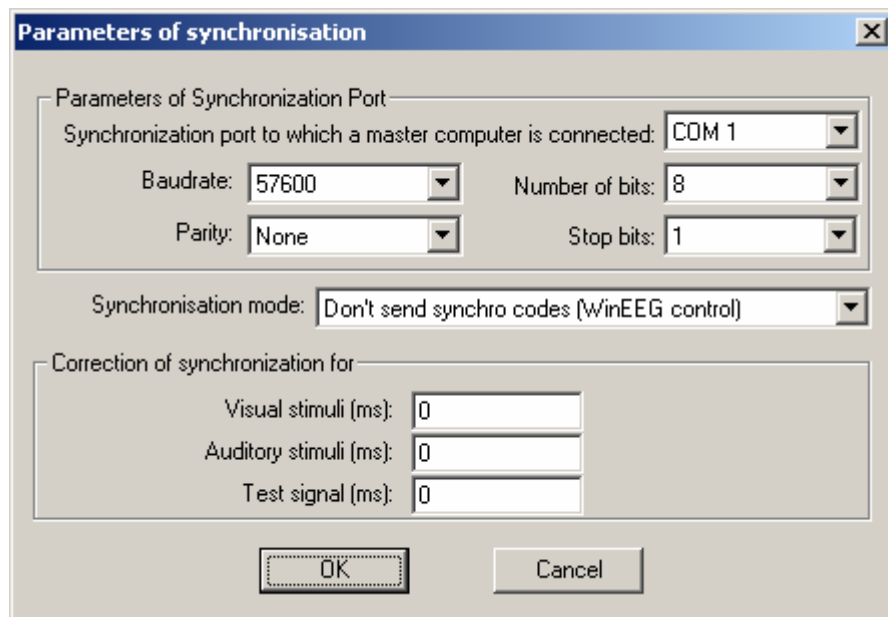 Parameters of synchronisation
Parameters of Synchronization Port
Synchronization port to which a master computer is connected: COM 1
Baudrate: 57600 Number of bits: 8
Parity: None Stop bits: 1
Synchronisation mode: Don't send synchro codes (WinEEG control)
Correction of synchronization for
Visual stimuli (ms): 0
Auditory stimuli (ms): 0
Test signal (ms): 0
OK Cancel